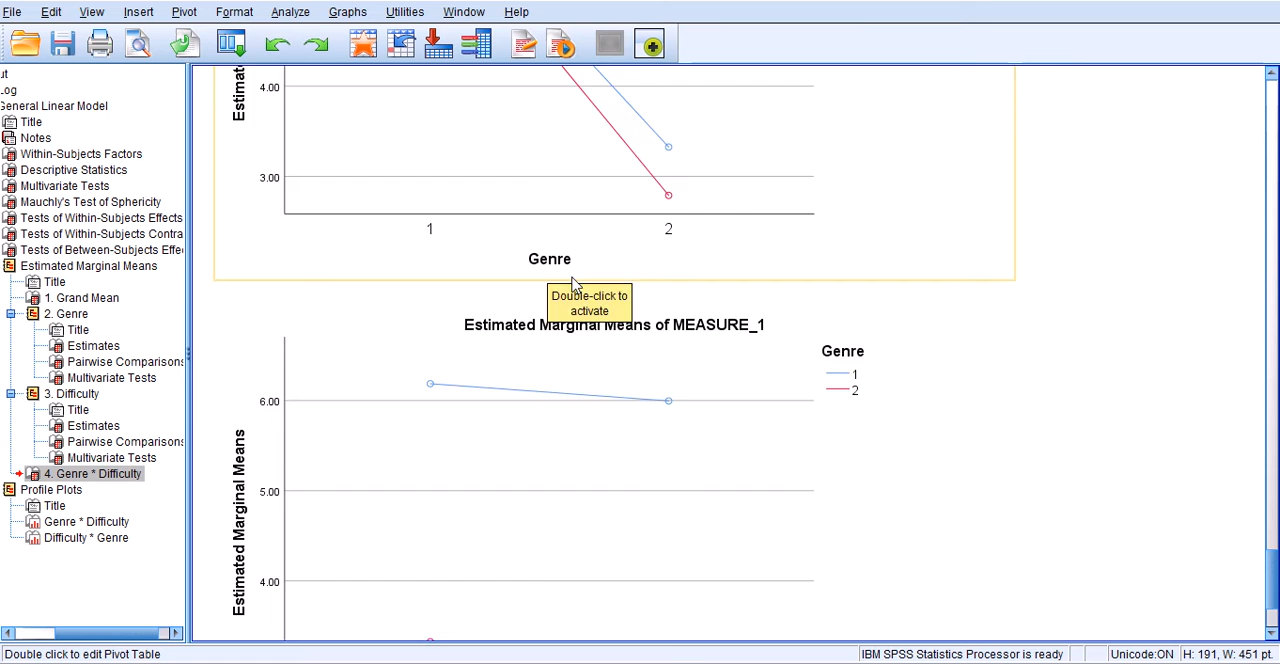 File Edit View Insert Pivot Format Analyze Graphs Utilities Window Help
ut
Log
General Linear Model
Title
Notes
Within-Subjects Factors
Descriptive Statistics
Multivariate Tests
Mauchly's Test of Sphericity
Tests of Within-Subjects Effects
Tests of Within-Subjects Contra
Tests of Between-Subjects Effe
Estimated Marginal Means
Title
1. Grand Mean
2. Genre
Title
Estimates
Pairwise Comparisons
Multivariate Tests
3. Difficulty
Title
Estimates
Pairwise Comparisons
Multivariate Tests
4. Genre * Difficulty
Profile Plots
Title
Genre * Difficulty
Difficulty * Genre
Estimat
4.00
3.00
1 2
Genre
Double-click to
activate
Estimated Marginal Means of MEASURE_1
Estimated Marginal Means
6.00
5.00
4.00
Genre
1
2
Double click to edit Pivot Table IBM SPSS Statistics Processor is ready Unicode:ON H: 191, W: 451 pt.